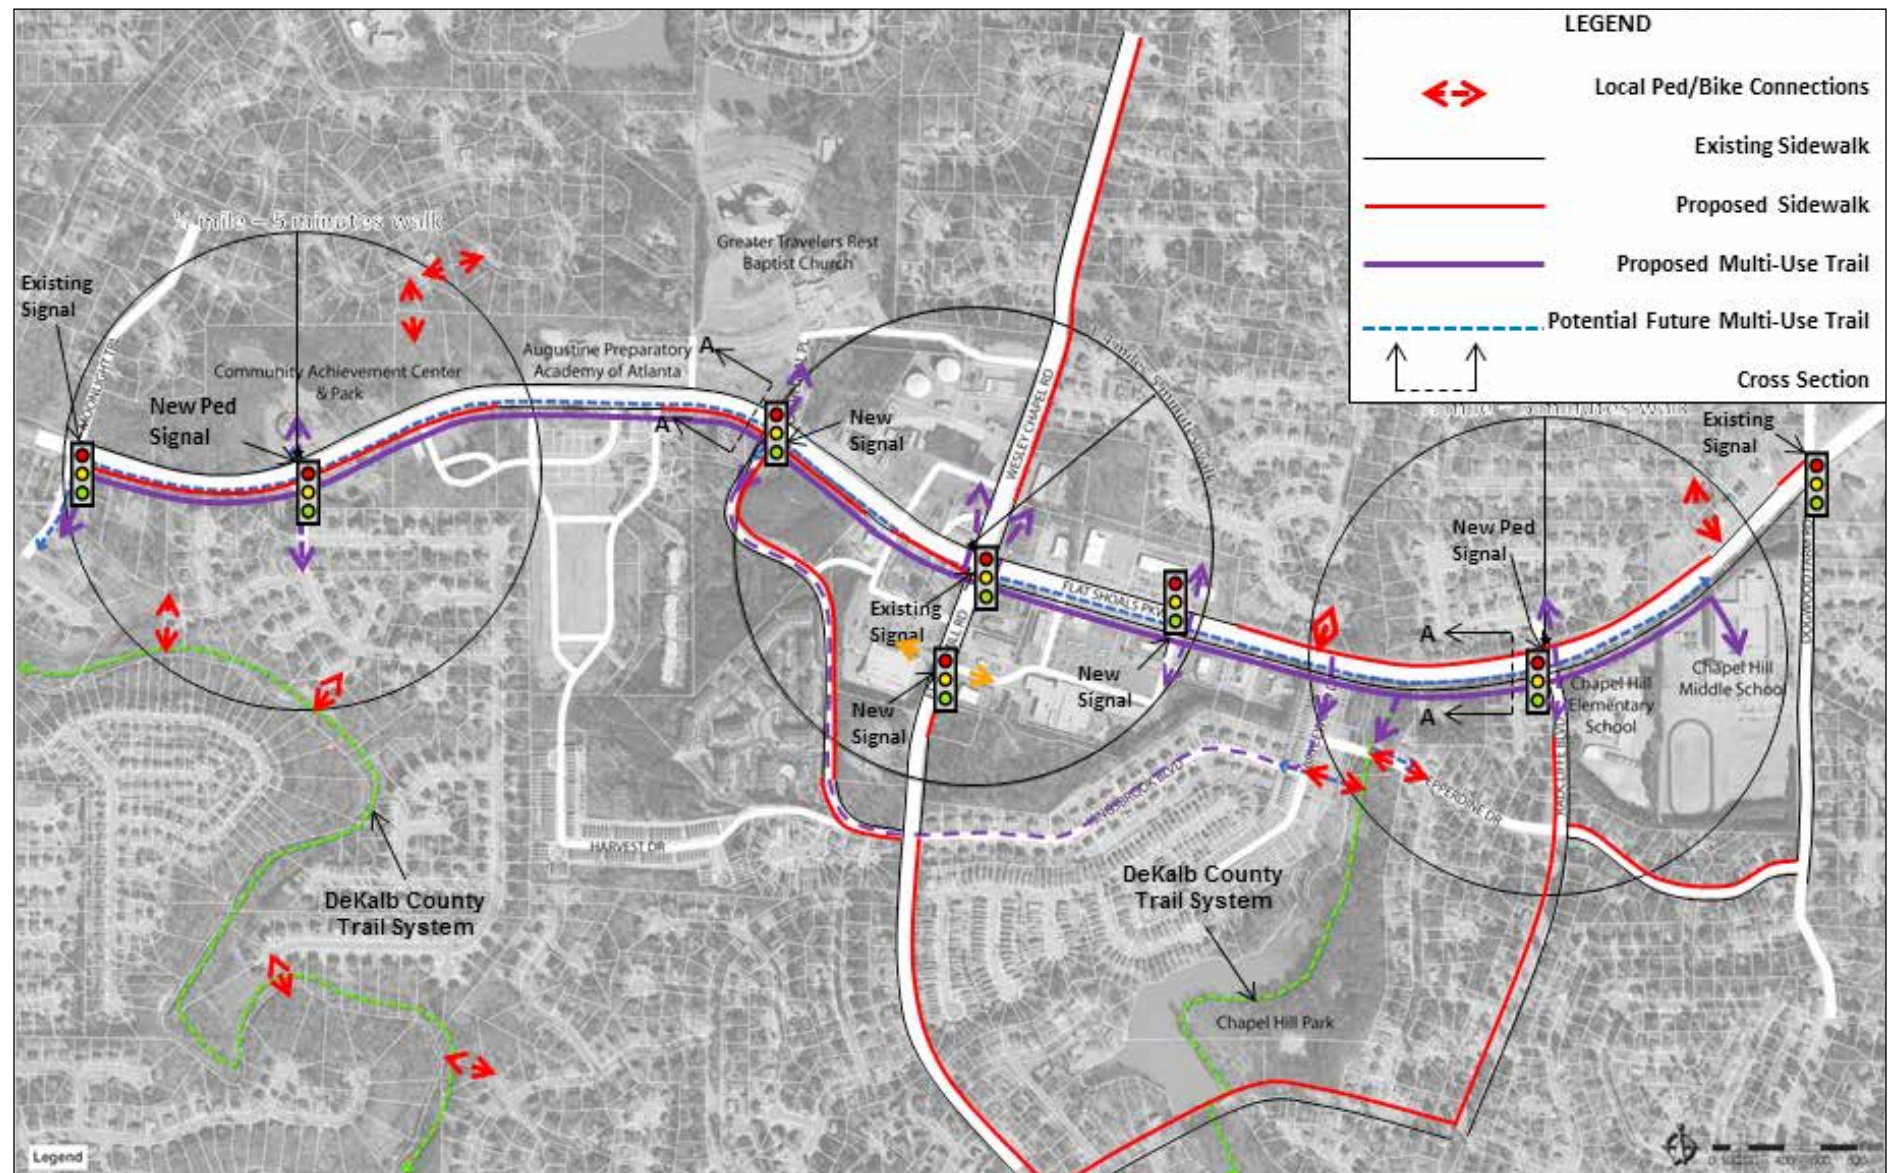 LEGEND
Local Ped/Bike Connections
Existing Sidewalk
Proposed Sidewalk
Proposed Multi-Use Trail
Potential Future Multi-Use Trail
Cross Section
mile – 5 minutes walk
Existing
Signal
Greater Travelers Rest
Baptist Church
Community Achievement Center
& Park
New Ped
Signal
Augustine Preparatory
Academy of Atlanta
A
A
New
Signal
WESLEY CHAPEL RD
Existing
Signal
FLAT SHOALS PKWY
New
Signal
New
Signal
New Ped
Signal
Existing
Signal
A
A
Chapel Hill
Elementary
School
Chapel Hill
Middle School
HARVEST DR
DeKalb County
Trail System
DeKalb County
Trail System
Chapel Hill Park
Legend